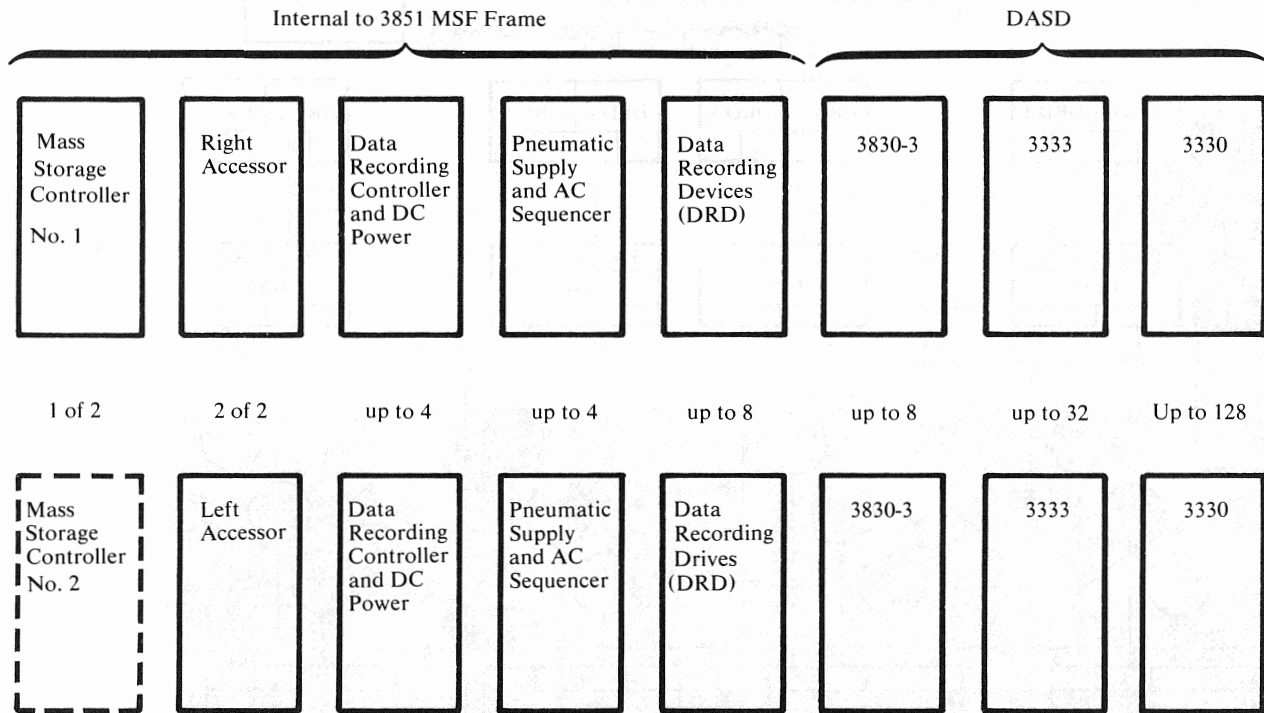 Internal to 3851 MSF Frame
DASD
Mass
Storage
Controller
No. 1
Right
Accessor
Data
Recording
Controller
and DC
Power
Pneumatic
Supply
and AC
Sequencer
Data
Recording
Devices
(DRD)
3830-3
3333
3330
1 of 2
2 of 2
up to 4
up to 4
up to 8
up to 8
up to 32
Up to 128
Mass
Storage
Controller
No. 2
Left
Accessor
Data
Recording
Controller
and DC
Power
Pneumatic
Supply
and AC
Sequencer
Data
Recording
Drives
(DRD)
3830-3
3333
3330